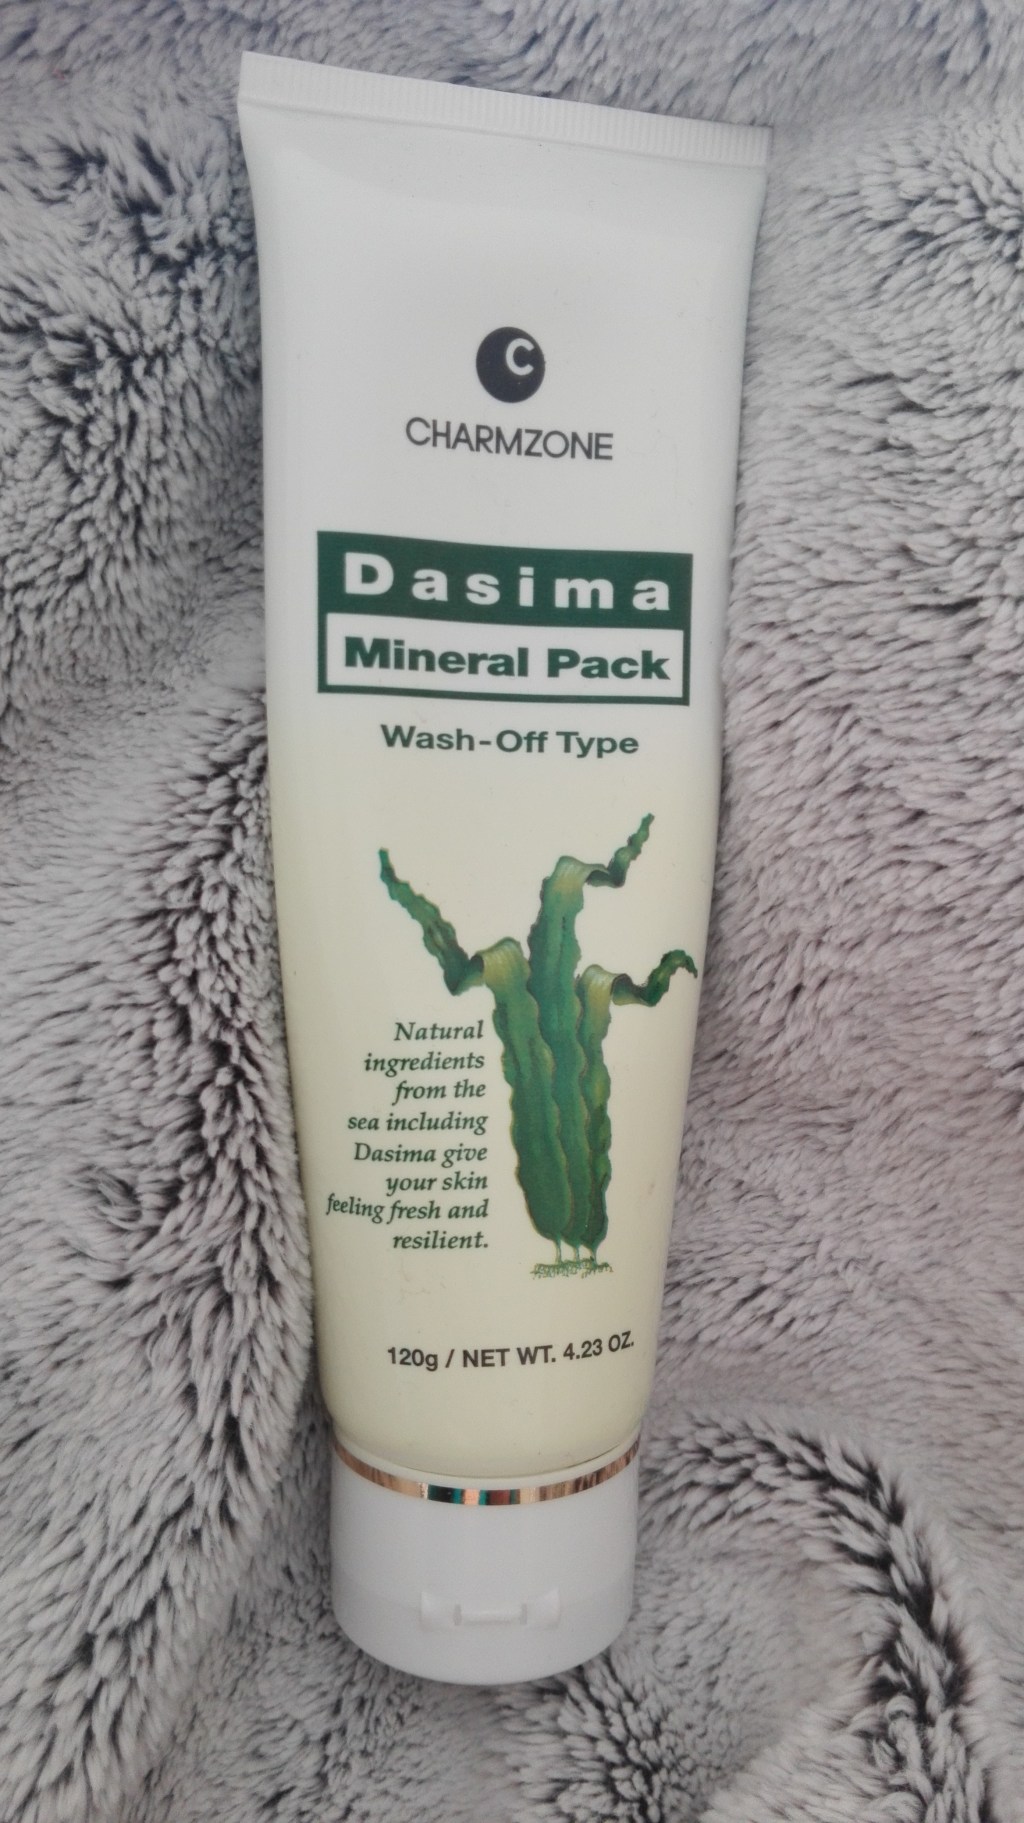 C
CHARMZONE
Dasima
Mineral Pack
Wash-Off Type
Natural
ingredients
from the
sea including
Dasima give
your skin
feeling fresh and
resilient.
120g / NET WT. 4.23 OZ.